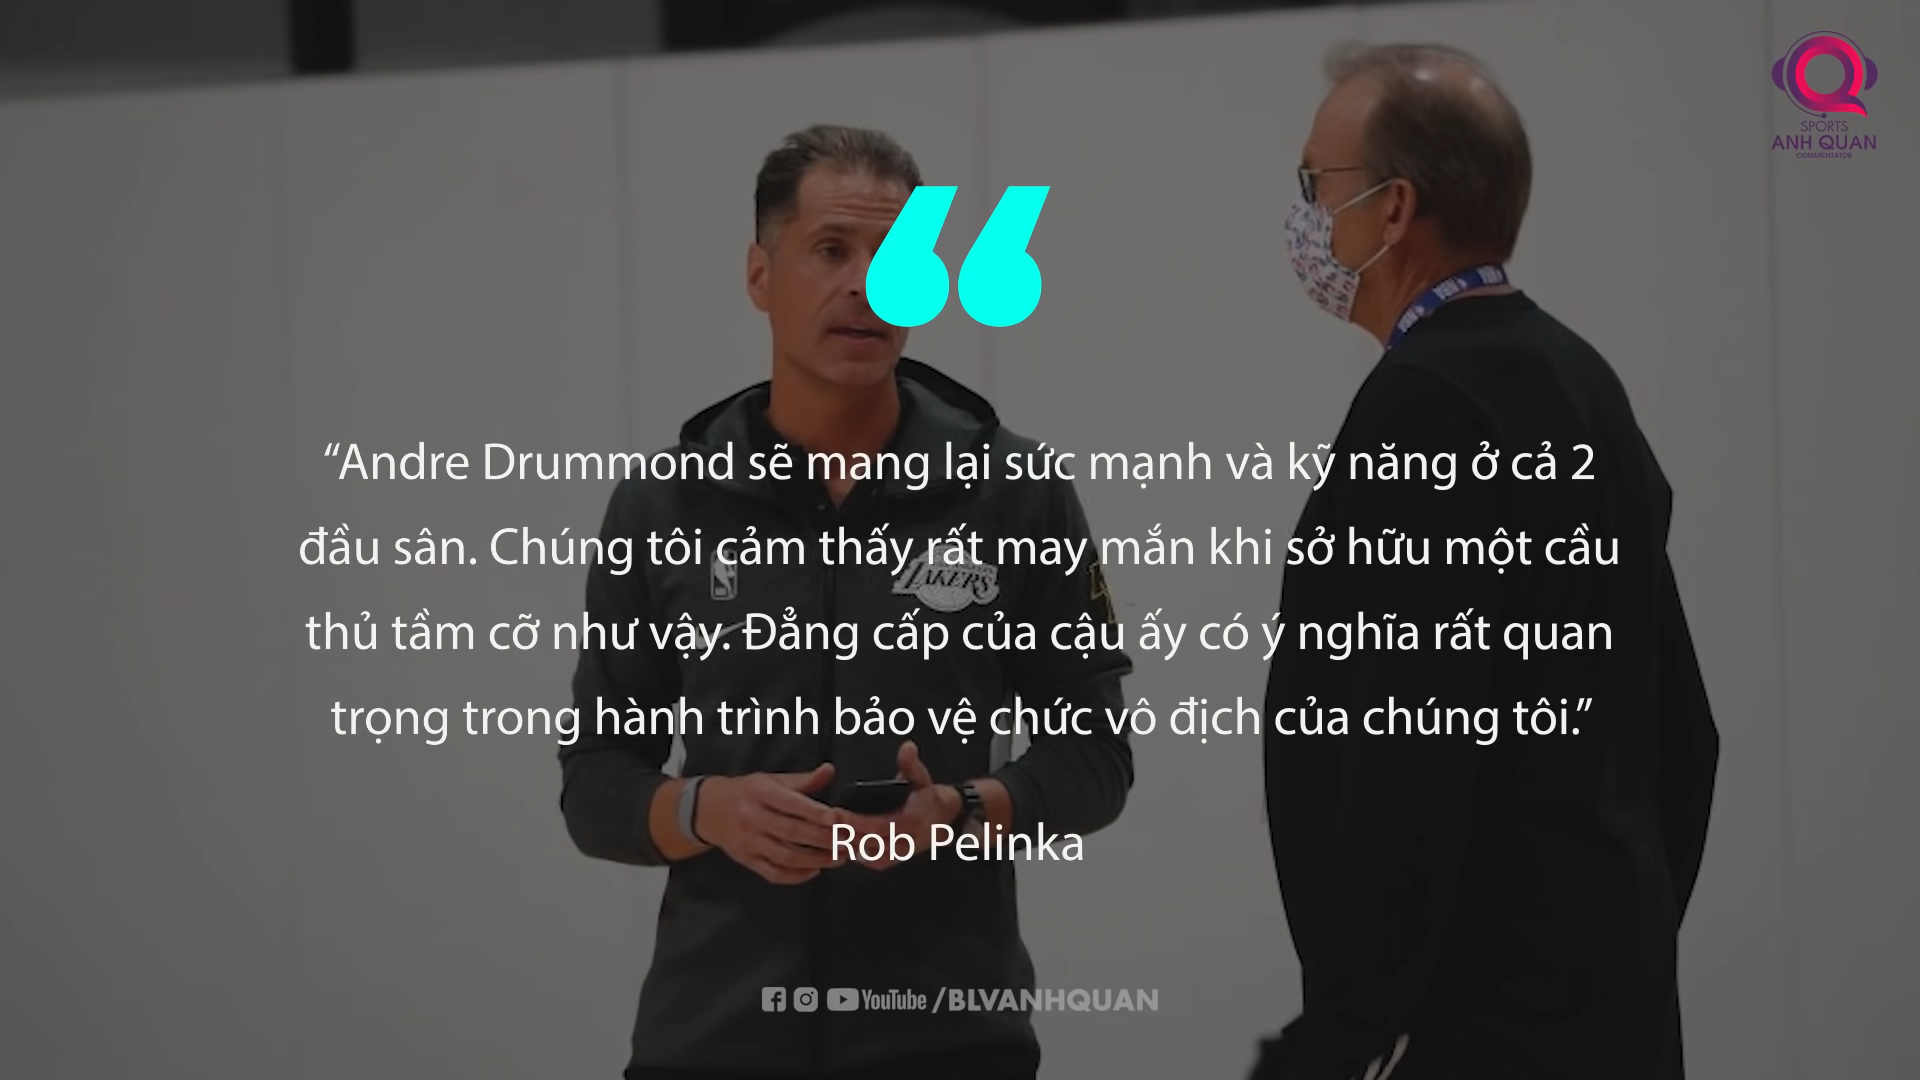 SPORTS
ANH QUAN
COMMENTATOR
“Andre Drummond sẽ mang lại sức mạnh và kỹ năng ở cả 2
đầu sân. Chúng tôi cảm thấy rất may mắn khi sở hữu một cầu
thủ tầm cỡ như vậy. Đẳng cấp của cậu ấy có ý nghĩa rất quan
trọng trong hành trình bảo vệ chức vô địch của chúng tôi.”
LAKERS
Rob Pelinka
YouTube /BLVANHQUAN